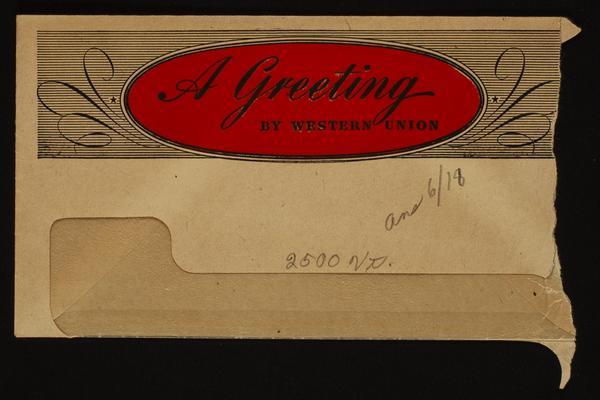 A Greeting
BY WESTERN UNION
ans 6/18
2500